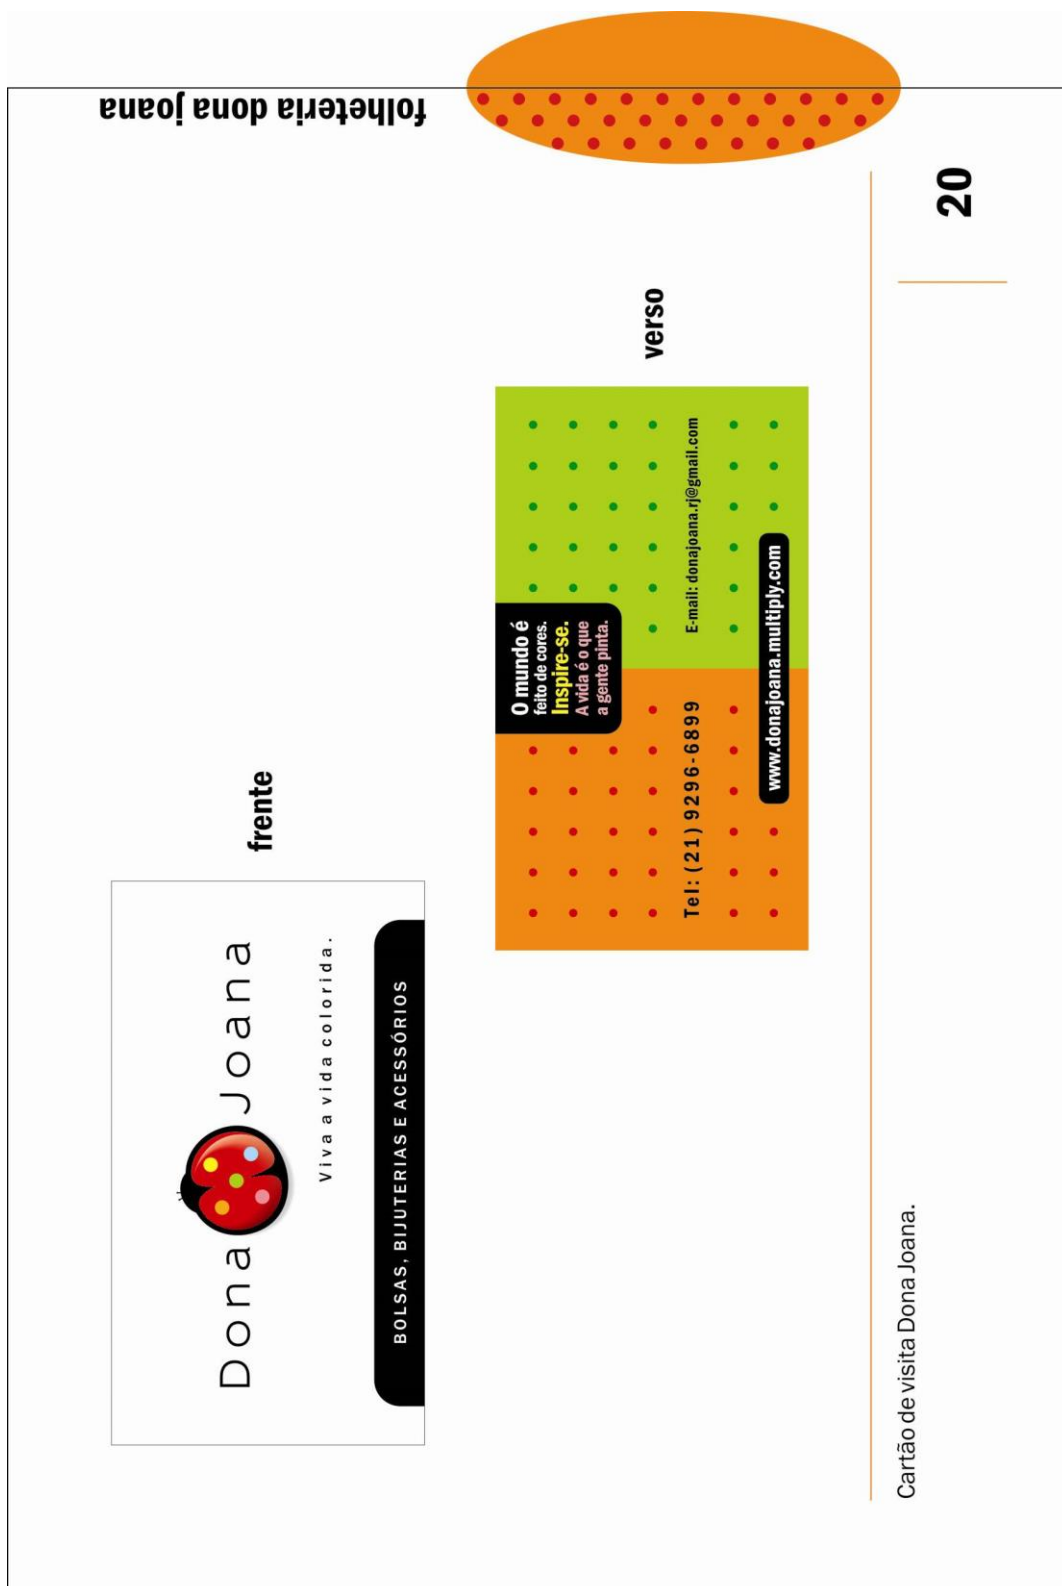 folheteria dona joana
frente
Dona Joana
Viva a vida colorida.
BOLSAS, BIJUTERIAS E ACESSÓRIOS
verso
O mundo é
feito de cores.
Inspire-se.
A vida é o que
a gente pinta.
Tel: (21) 9296-6899
E-mail: donajoana.rj@gmail.com
www.donajoana.multiply.com
Cartão de visita Dona Joana.
20